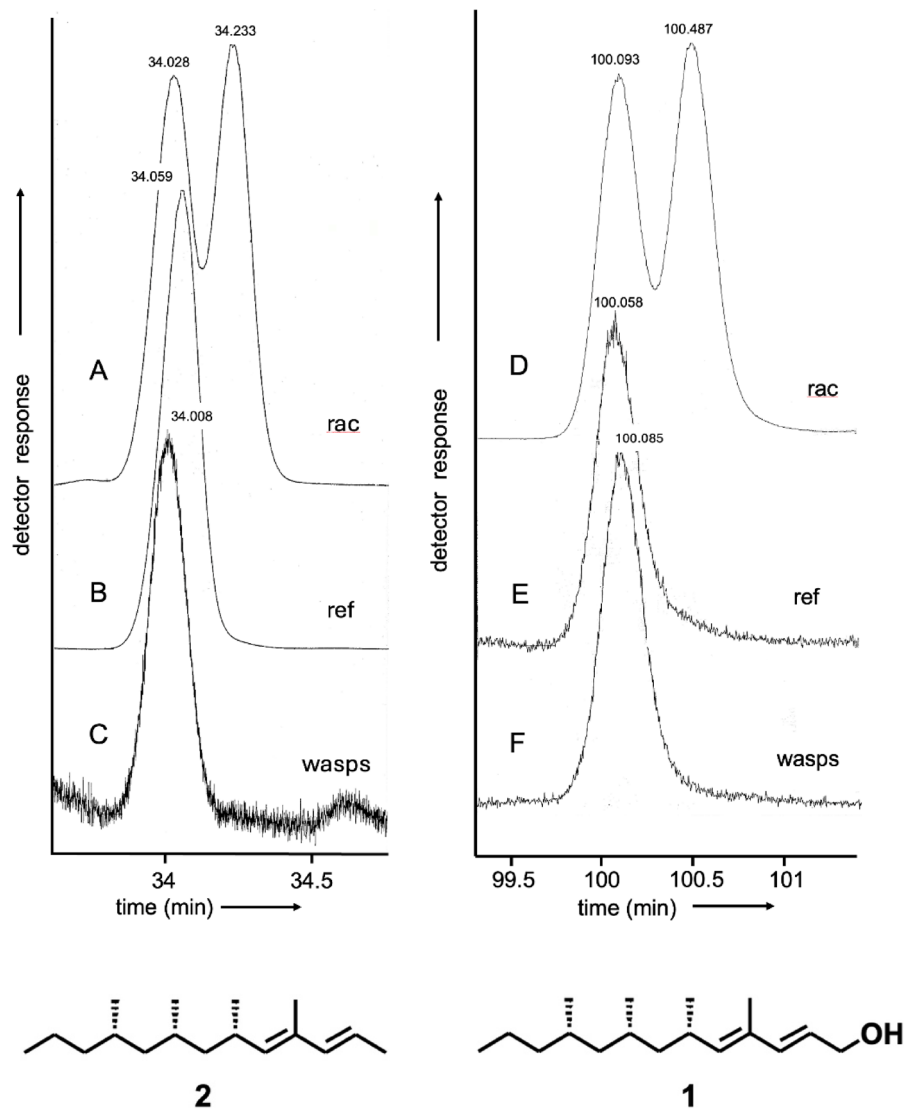 34.233
34.028
34.059
A
rac
34.008
B
ref
C
wasps
detector response
34 34.5
time (min)
100.487
100.093
100.058
D
rac
100.085
E
ref
F
wasps
detector response
99.5 100 100.5 101
time (min)
2
OH
1